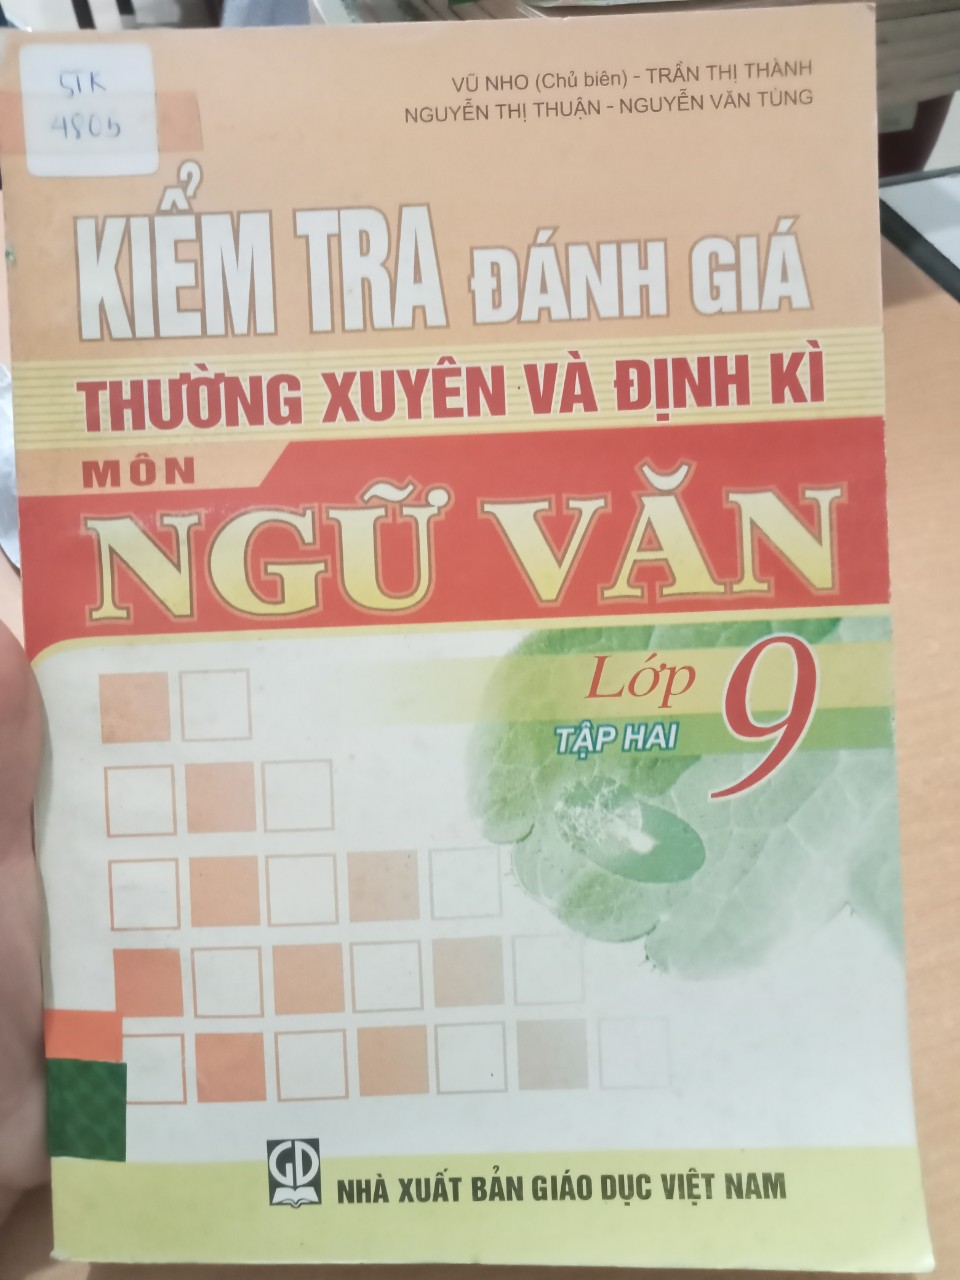 STK
4805
VŨ NHO (Chủ biên) - TRẦN THỊ THÀNH
NGUYỄN THỊ THUẬN - NGUYỄN VĂN TÙNG
KIỂM TRA ĐÁNH GIÁ
THƯỜNG XUYÊN VÀ ĐỊNH KÌ
MÔN
NGỮ VĂN
Lớp 9
TẬP HAI
GD
NHÀ XUẤT BẢN GIÁO DỤC VIỆT NAM